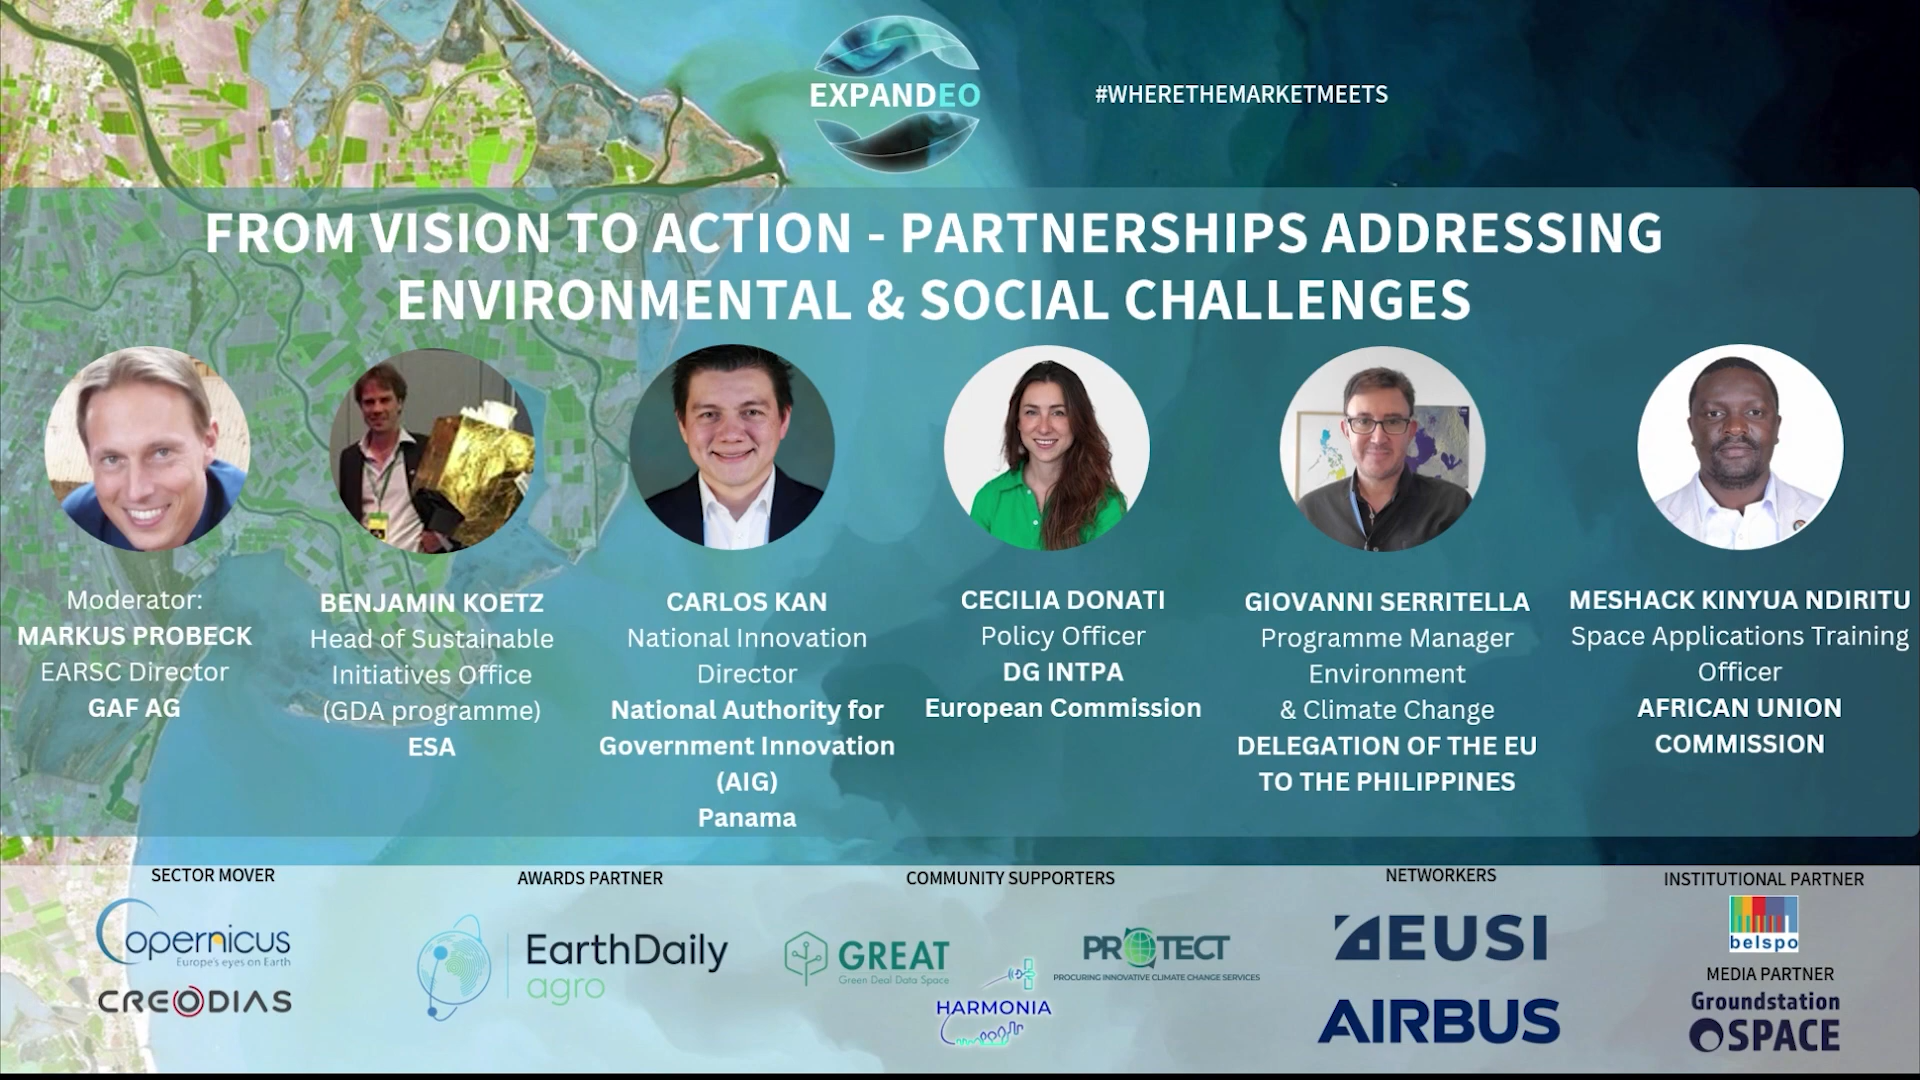 EXPANDEO
#WHERETHEMARKETMEETS
FROM VISION TO ACTION - PARTNERSHIPS ADDRESSING
ENVIRONMENTAL & SOCIAL CHALLENGES
Moderator:
MARKUS PROBECK
EARSC Director
GAF AG
BENJAMIN KOETZ
Head of Sustainable
Initiatives Office
(GDA programme)
ESA
CARLOS KAN
National Innovation
Director
National Authority for
Government Innovation
(AIG)
Panama
CECILIA DONATI
Policy Officer
DG INTPA
European Commission
GIOVANNI SERRITELLA
Programme Manager
Environment
& Climate Change
DELEGATION OF THE EU
TO THE PHILIPPINES
MESHACK KINYUA NDIRITU
Space Applications Training
Officer
AFRICAN UNION
COMMISSION
SECTOR MOVER
Copernicus
Europe's eyes on Earth
CREODIAS
AWARDS PARTNER
EarthDaily
agro
COMMUNITY SUPPORTERS
GREAT
Green Deal Data Space
HARMONIA
PROTECT
PROCURING INNOVATIVE CLIMATE CHANGE SERVICES
NETWORKERS
EUSI
AIRBUS
INSTITUTIONAL PARTNER
belspo
MEDIA PARTNER
Groundstation
SPACE